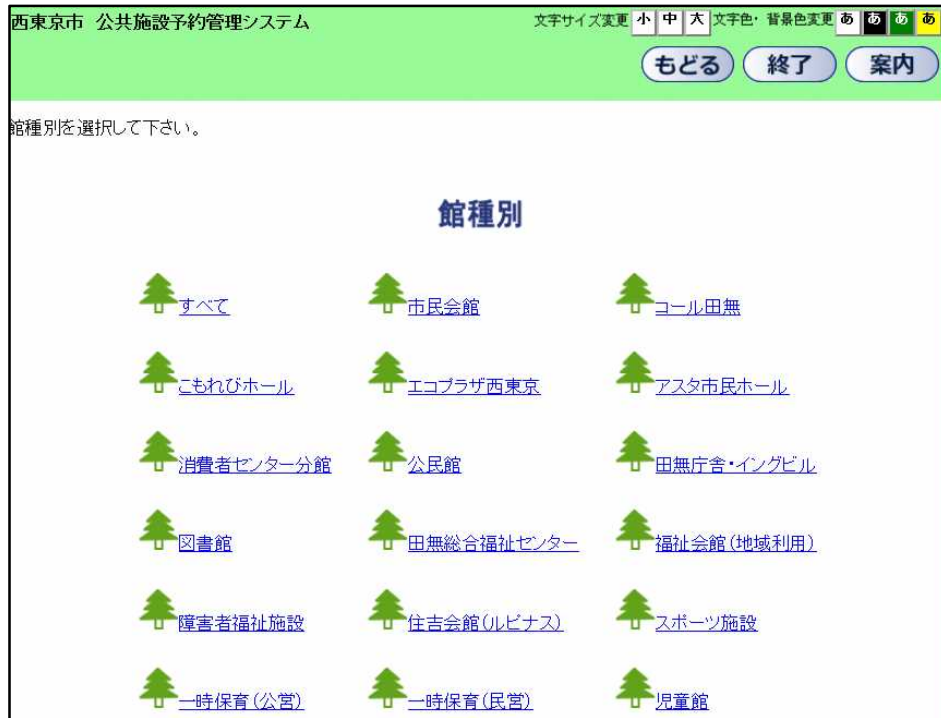 西東京市 公共施設予約管理システム 文字サイズ変更 小 中 大 文字色・背景色変更 あ あ あ あ
もどる 終了 案内
館種別を選択して下さい。
館種別
すべて 市民会館 コール田無
こもれびホール エコプラザ西東京 アスタ市民ホール
消費者センター分館 公民館 田無庁舎・イングビル
図書館 田無総合福祉センター 福祉会館(地域利用)
障害者福祉施設 住吉会館(ルピナス) スポーツ施設
一時保育(公営) 一時保育(民営) 児童館